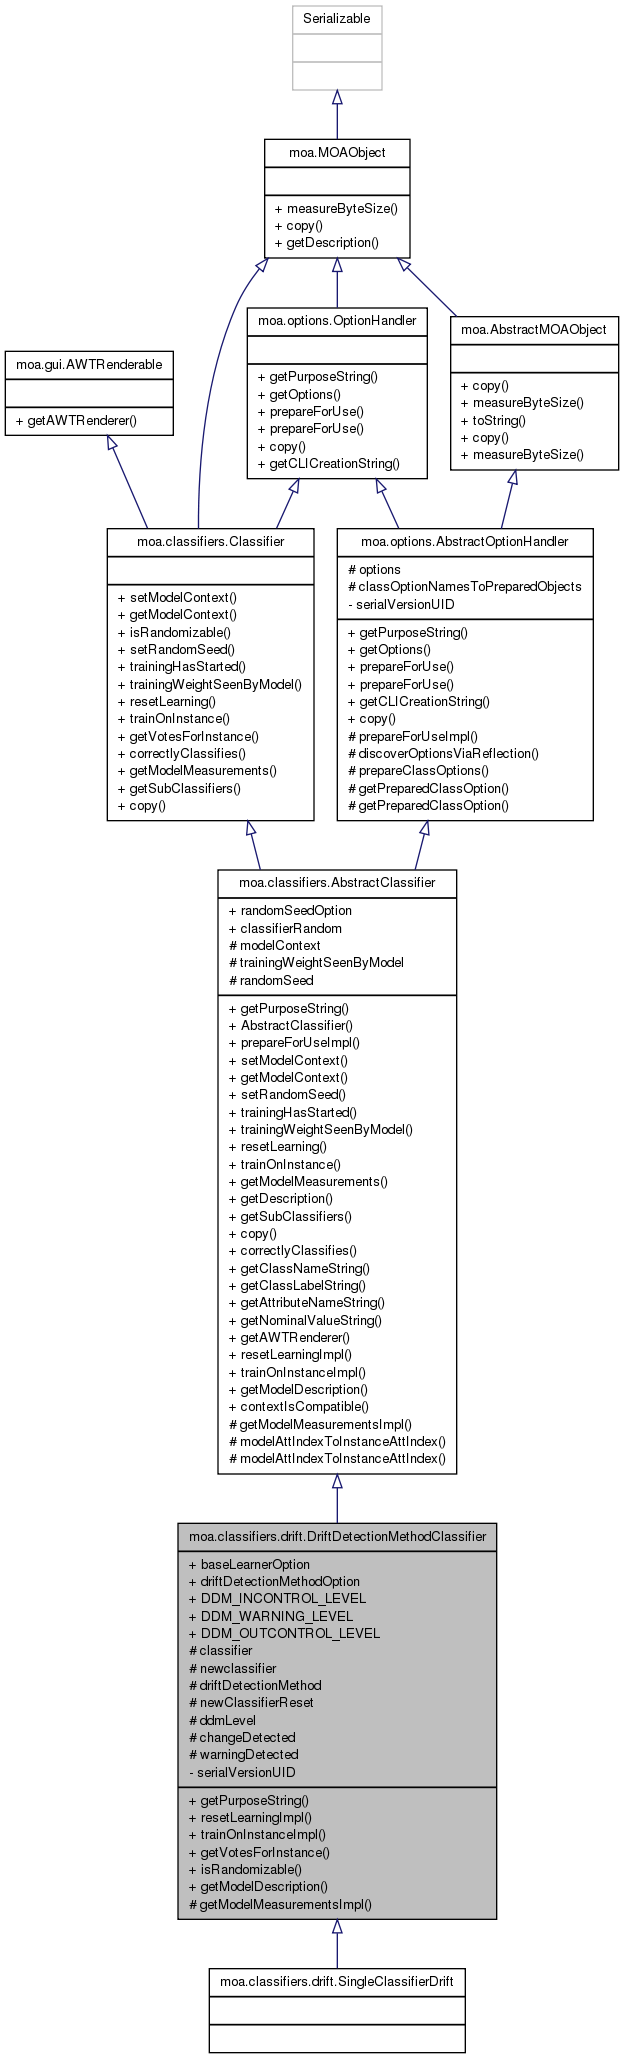 Serializable
moa.MOAObject
+ measureByteSize()
+ copy()
+ getDescription()
moa.options.OptionHandler
+ getPurposeString()
+ getOptions()
+ prepareForUse()
+ prepareForUse()
+ copy()
+ getCLICreationString()
moa.AbstractMOAObject
+ copy()
+ measureByteSize()
+ toString()
+ copy()
+ measureByteSize()
moa.gui.AWTRenderable
+ getAWTRenderer()
moa.classifiers.Classifier
+ setModelContext()
+ getModelContext()
+ isRandomizable()
+ setRandomSeed()
+ trainingHasStarted()
+ trainingWeightSeenByModel()
+ resetLearning()
+ trainOnInstance()
+ getVotesForInstance()
+ correctlyClassifies()
+ getModelMeasurements()
+ getSubClassifiers()
+ copy()
moa.options.AbstractOptionHandler
# options
# classOptionNamesToPreparedObjects
- serialVersionUID
+ getPurposeString()
+ getOptions()
+ prepareForUse()
+ prepareForUse()
+ getCLICreationString()
+ copy()
# prepareForUseImpl()
# discoverOptionsViaReflection()
# prepareClassOptions()
# getPreparedClassOption()
# getPreparedClassOption()
moa.classifiers.AbstractClassifier
+ randomSeedOption
+ classifierRandom
# modelContext
# trainingWeightSeenByModel
# randomSeed
+ getPurposeString()
+ AbstractClassifier()
+ prepareForUseImpl()
+ setModelContext()
+ getModelContext()
+ setRandomSeed()
+ trainingHasStarted()
+ trainingWeightSeenByModel()
+ resetLearning()
+ trainOnInstance()
+ getModelMeasurements()
+ getDescription()
+ getSubClassifiers()
+ copy()
+ correctlyClassifies()
+ getClassNameString()
+ getClassLabelString()
+ getAttributeNameString()
+ getNominalValueString()
+ getAWTRenderer()
+ resetLearningImpl()
+ trainOnInstanceImpl()
+ getModelDescription()
+ contextIsCompatible()
# getModelMeasurementsImpl()
# modelAttIndexToInstanceAttIndex()
# modelAttIndexToInstanceAttIndex()
moa.classifiers.drift.DriftDetectionMethodClassifier
+ baseLearnerOption
+ driftDetectionMethodOption
+ DDM_INCONTROL_LEVEL
+ DDM_WARNING_LEVEL
+ DDM_OUTCONTROL_LEVEL
# classifier
# newclassifier
# driftDetectionMethod
# newClassifierReset
# ddmLevel
# changeDetected
# warningDetected
- serialVersionUID
+ getPurposeString()
+ resetLearningImpl()
+ trainOnInstanceImpl()
+ getVotesForInstance()
+ isRandomizable()
+ getModelDescription()
# getModelMeasurementsImpl()
moa.classifiers.drift.SingleClassifierDrift